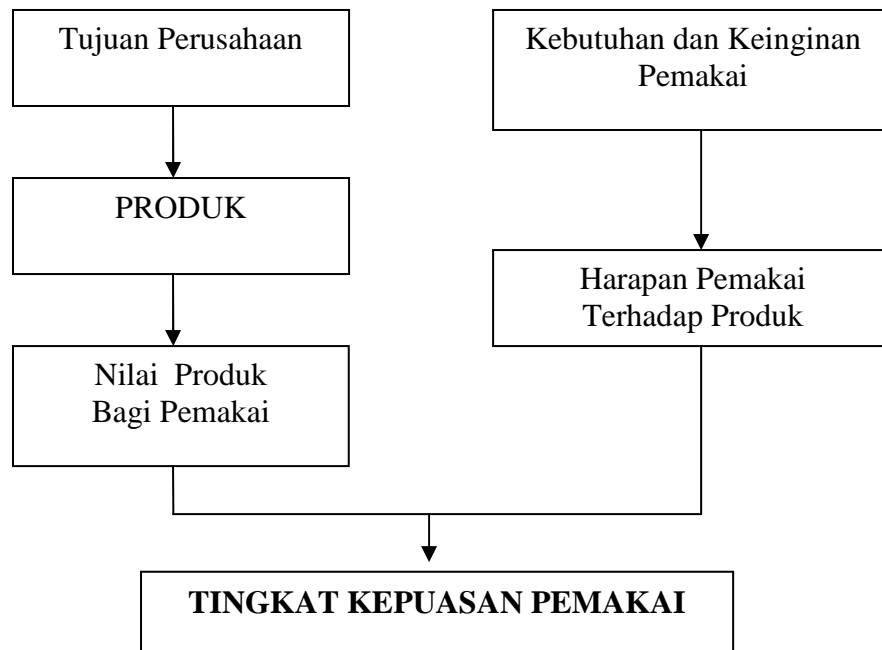 Tujuan Perusahaan
Kebutuhan dan Keinginan
Pemakai
PRODUK
Harapan Pemakai
Terhadap Produk
Nilai  Produk
Bagi Pemakai
TINGKAT KEPUASAN PEMAKAI